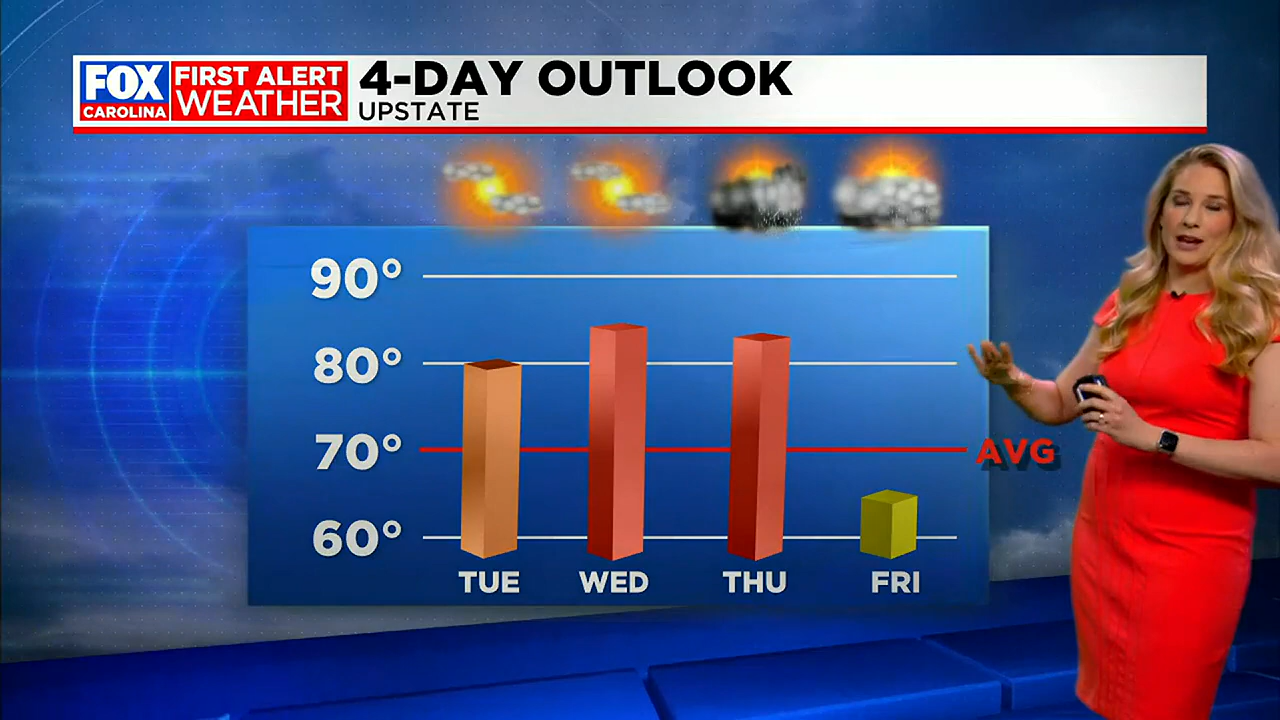 FOX
CAROLINA
FIRST ALERT
WEATHER
4-DAY OUTLOOK
UPSTATE
90°
80°
70°
AVG
60°
TUE WED THU FRI